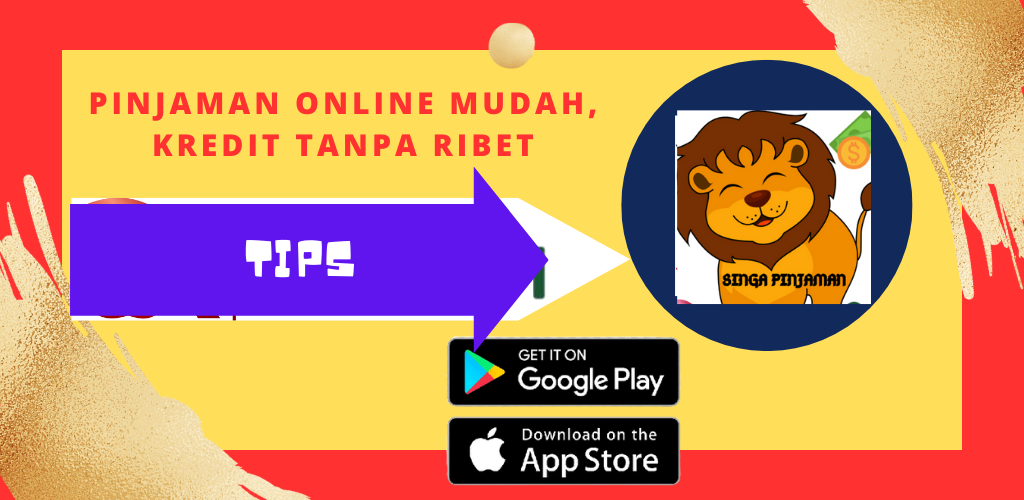 PINJAMAN ONLINE MUDAH,
KREDIT TANPA RIBET
TIPS
SINGA PINJAMAN
GET IT ON
Google Play
Download on the
App Store